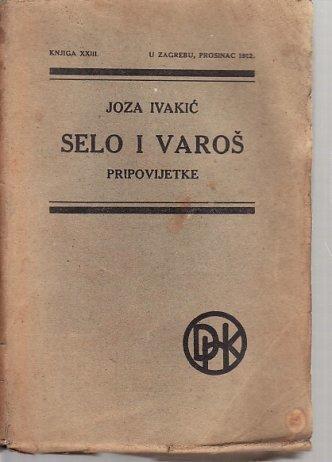 KNJIGA XXIII. U ZAGREBU, PROSINAC 1912.
JOZA IVAKIĆ
SELO I VAROŠ
PRIPOVIJETKE
DHK